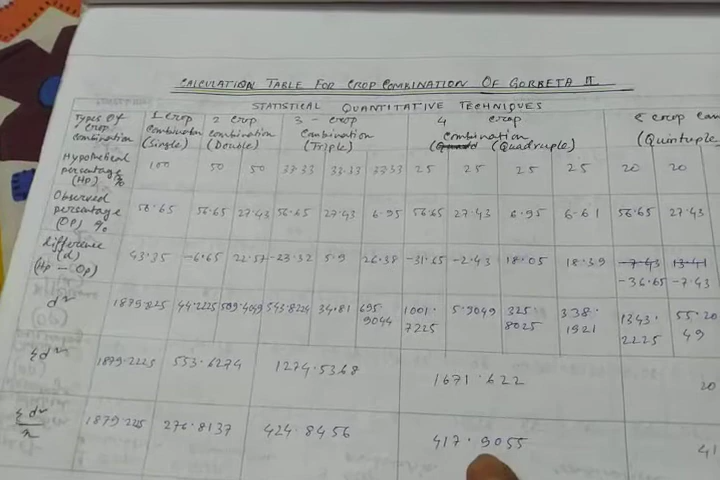 CALCULATION TABLE FOR CROP COMBINATION OF GORBETA II
STATISTICAL QUANTITATIVE TECHNIQUES
Types of crop combination 1 crop combination (Single) 2 crop combination (Double) 3 - crop combination (Triple) 4 crop combination (Quadruple) 5 crop com (Quintuple
Hypothetical percentage (Hp) % 100 50 50 33.33 33.33 33.33 25 25 25 25 20 20
Observed percentage (Op) % 56.65 56.65 27.43 56.65 27.43 6.95 56.65 27.43 6.95 6.61 56.65 27.43
difference (d) (Hp - Op) 43.35 -6.65 22.57 -23.32 5.9 26.38 -31.65 -2.43 18.05 18.39 -7.43 13.41
-36.65 -7.43
d² 1879.225 44.2225 509.4049 543.8224 34.81 695.9044 1001.7225 5.9049 325.8025 338.1921 1343.2225 55.2049
Σd² 1879.2225 553.6274 1274.5368 1671.622 20
Σd²/n 1879.225 276.8137 424.8456 417.9055 41